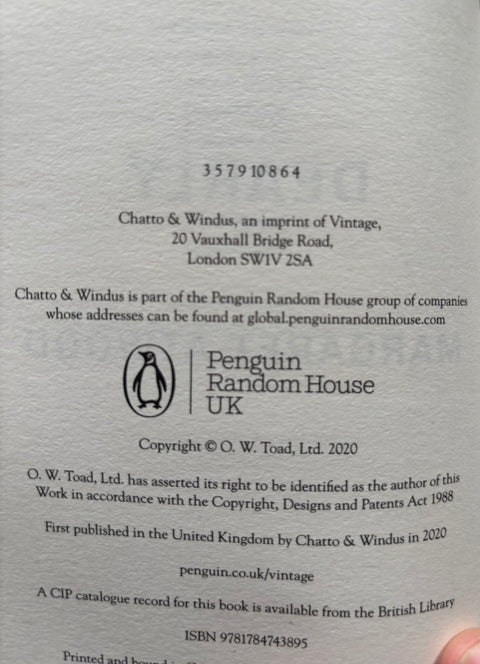 3 5 7 9 10 8 6 4
Chatto & Windus, an imprint of Vintage,
20 Vauxhall Bridge Road,
London SW1V 2SA
Chatto & Windus is part of the Penguin Random House group of companies
whose addresses can be found at global.penguinrandomhouse.com
Penguin
Random House
UK
Copyright © O. W. Toad, Ltd. 2020
O. W. Toad, Ltd. has asserted its right to be identified as the author of this
Work in accordance with the Copyright, Designs and Patents Act 1988
First published in the United Kingdom by Chatto & Windus in 2020
penguin.co.uk/vintage
A CIP catalogue record for this book is available from the British Library
ISBN 9781784743895
Printed and bound in